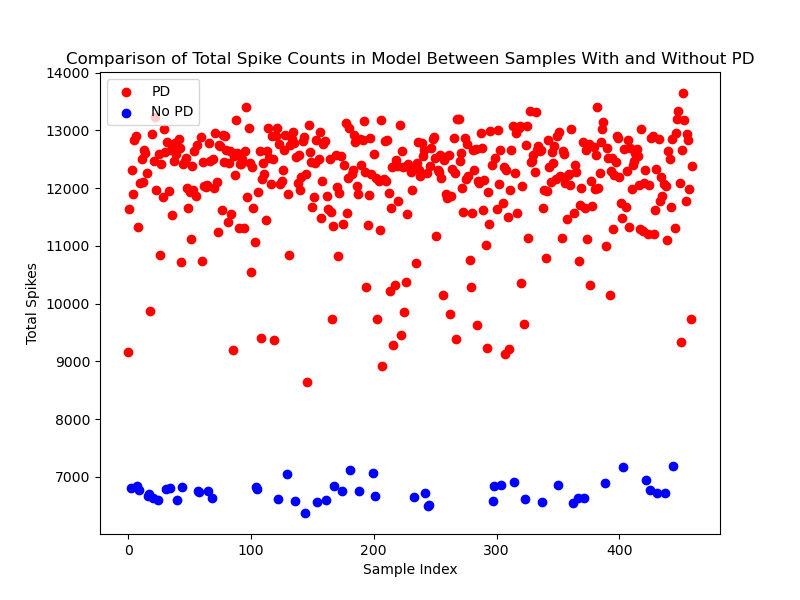 Comparison of Total Spike Counts in Model Between Samples With and Without PD
14000
13000
12000
11000
10000
9000
8000
7000
Total Spikes
PD
No PD
0 100 200 300 400
Sample Index